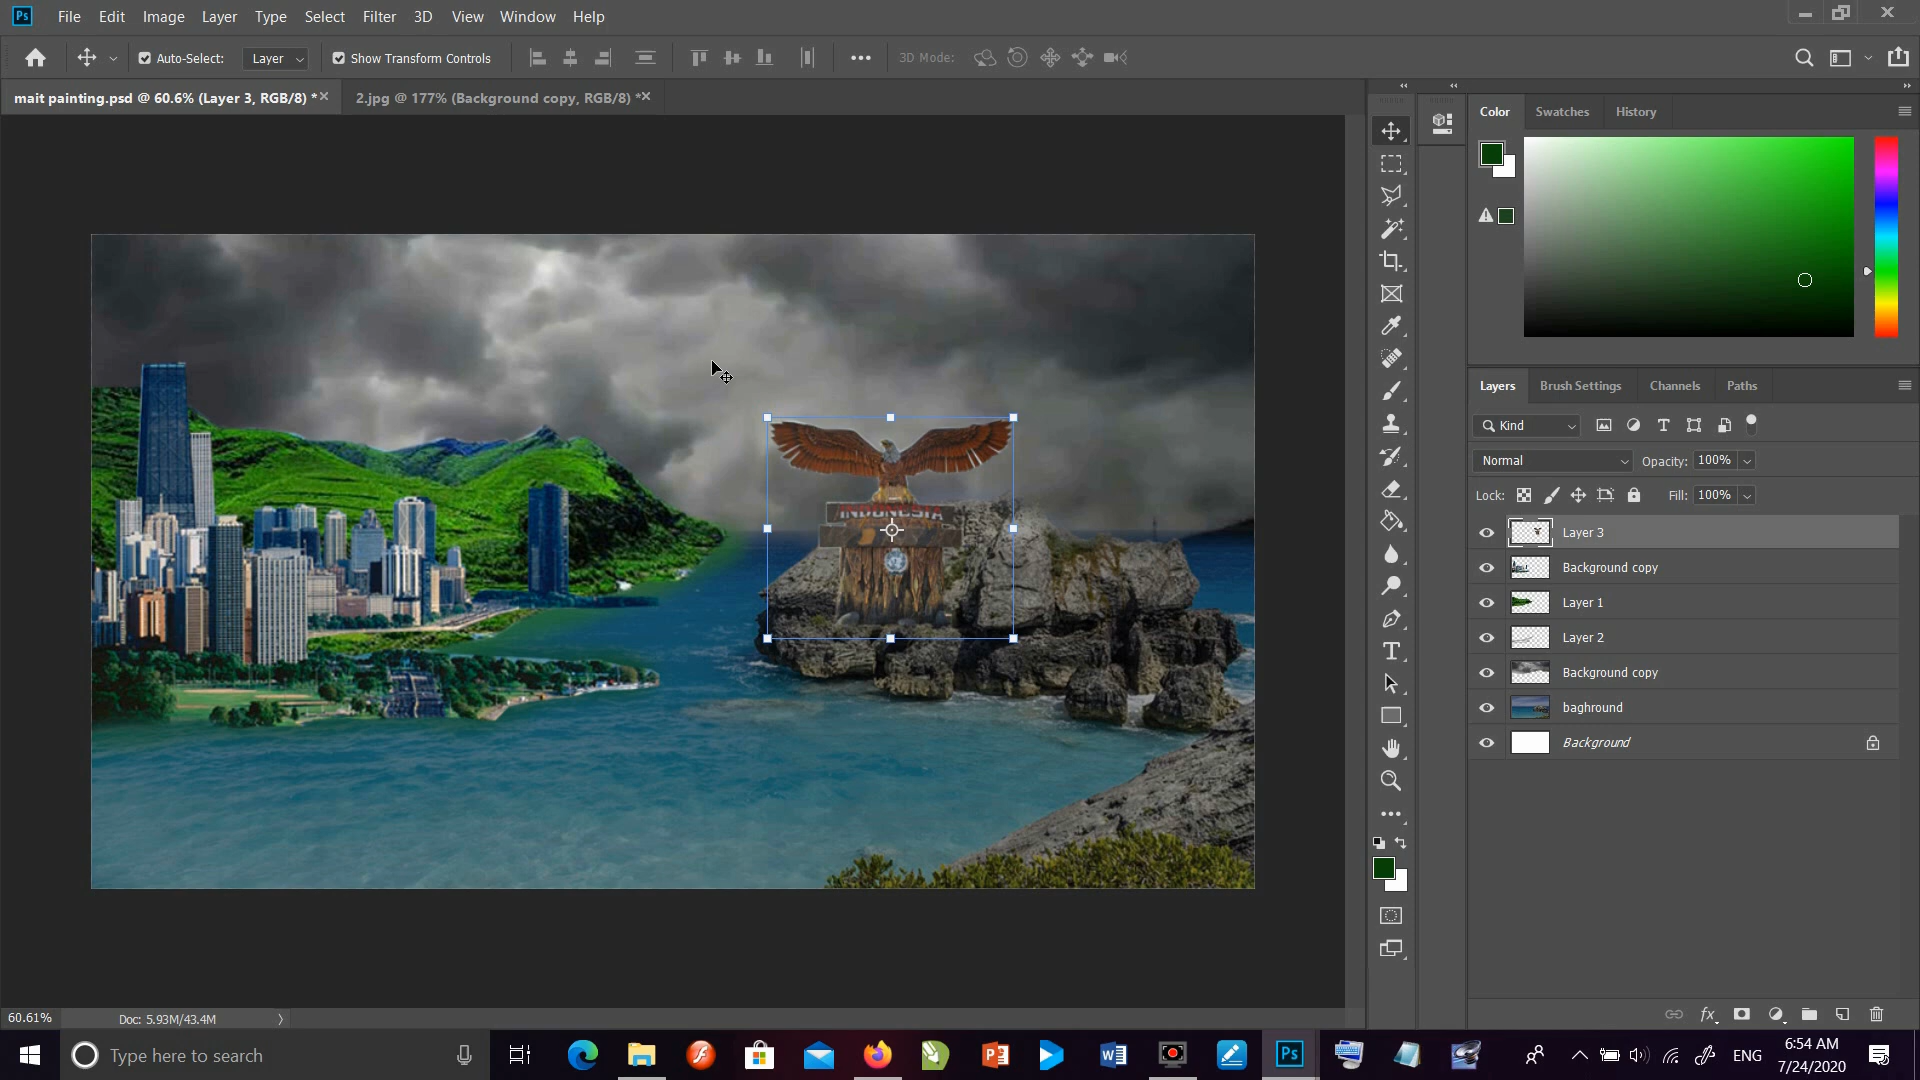 Ps File Edit Image Layer Type Select Filter 3D View Window Help
Auto-Select: Layer Show Transform Controls 3D Mode:
mait painting.psd @ 60.6% (Layer 3, RGB/8) * 2.jpg @ 177% (Background copy, RGB/8) *
Color Swatches History
INDONESIA
Layers Brush Settings Channels Paths
Kind
Normal Opacity: 100%
Lock: Fill: 100%
Layer 3
Background copy
Layer 1
Layer 2
Background copy
baghround
Background
60.61% Doc: 5.93M/43.4M
fx
Type here to search
Ps
ENG
6:54 AM
7/24/2020